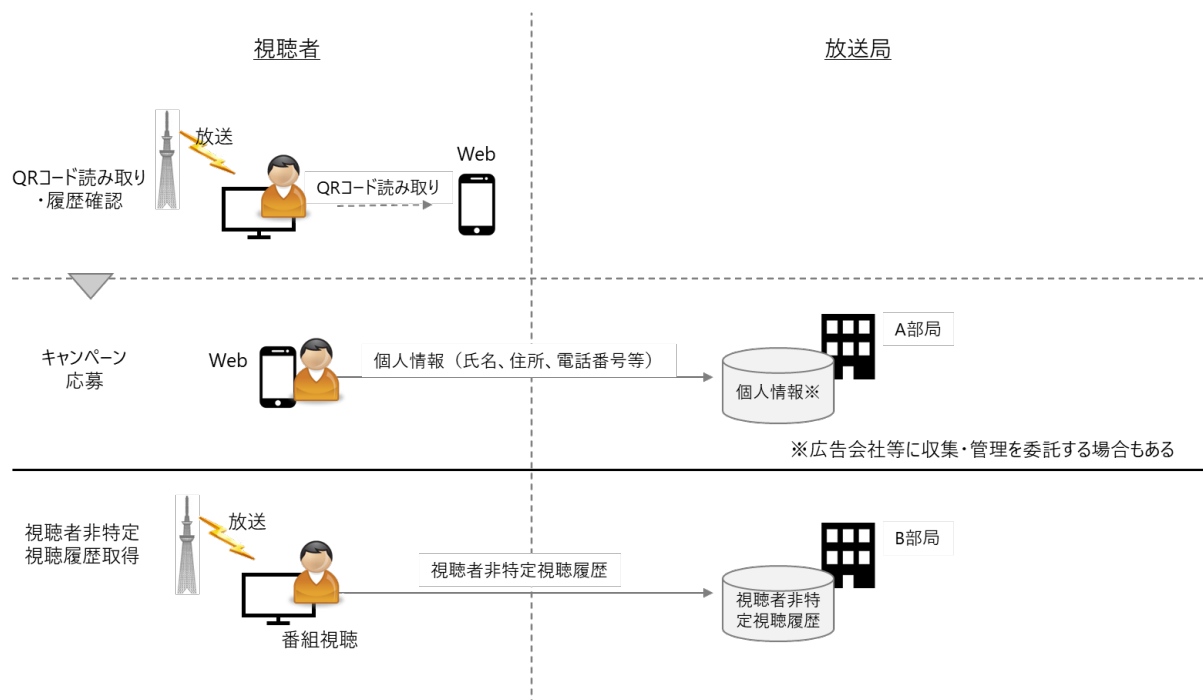 視聴者
放送局
放送
QRコード読み取り
・履歴確認
QRコード読み取り
Web
キャンペーン
応募
Web
個人情報（氏名、住所、電話番号等）
個人情報※
A部局
※広告会社等に収集・管理を委託する場合もある
視聴者非特定
視聴履歴取得
放送
番組視聴
視聴者非特定視聴履歴
視聴者非特
定視聴履歴
B部局